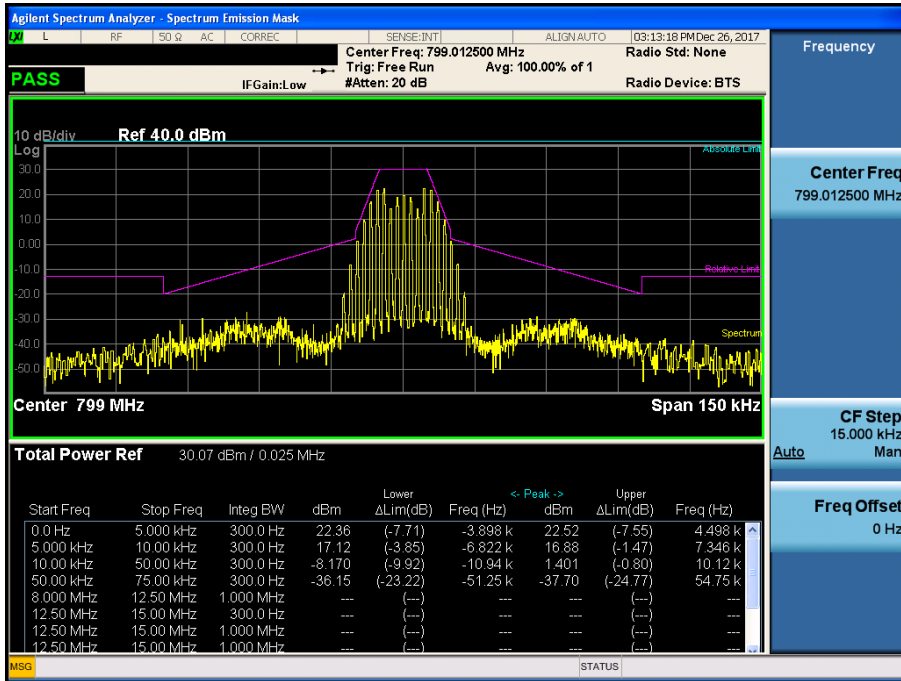 Agilent Spectrum Analyzer - Spectrum Emission Mask
LXI L RF 50 Ω AC CORREC SENSE:INT ALIGN AUTO 03:13:18 PM Dec 26, 2017
Center Freq: 799.012500 MHz Radio Std: None
Trig: Free Run Avg: 100.00% of 1
PASS IFGain:Low #Atten: 20 dB Radio Device: BTS
10 dB/div Ref 40.0 dBm
Log
Absolute Limit
30.0
20.0
10.0
0.00
-10.0
Relative Limit
-20.0
-30.0
Spectrum
-40.0
-50.0
Center 799 MHz Span 150 kHz
Total Power Ref 30.07 dBm / 0.025 MHz
Lower <- Peak -> Upper
Start Freq Stop Freq Integ BW dBm ΔLim(dB) Freq (Hz) dBm ΔLim(dB) Freq (Hz)
0.0 Hz 5.000 kHz 300.0 Hz 22.36 (-7.71) -3.898 k 22.52 (-7.55) 4.498 k
5.000 kHz 10.00 kHz 300.0 Hz 17.12 (-3.85) -6.822 k 16.88 (-1.47) 7.346 k
10.00 kHz 50.00 kHz 300.0 Hz -8.170 (-9.92) -10.94 k 1.401 (-0.80) 10.12 k
50.00 kHz 75.00 kHz 300.0 Hz -36.15 (-23.22) -51.25 k -37.70 (-24.77) 54.75 k
8.000 MHz 12.50 MHz 1.000 MHz --- (---) --- --- (---) ---
12.50 MHz 15.00 MHz 300.0 Hz --- (---) --- --- (---) ---
12.50 MHz 15.00 MHz 1.000 MHz --- (---) --- --- (---) ---
12.50 MHz 15.00 MHz 1.000 MHz --- (---) --- --- (---) ---
MSG STATUS
Frequency
Center Freq
799.012500 MHz
CF Step
15.000 kHz
Auto Man
Freq Offset
0 Hz